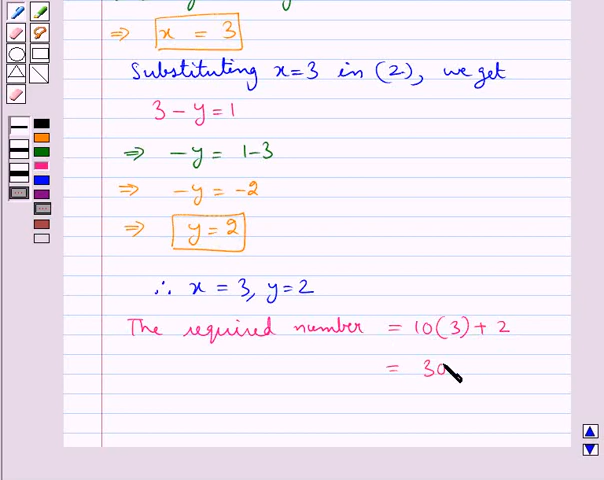 ⇒ x = 3
Substituting x=3 in (2), we get
3 - y = 1
⇒ -y = 1-3
⇒ -y = -2
⇒ y = 2
∴ x = 3, y=2
The required number = 10(3) + 2
= 30